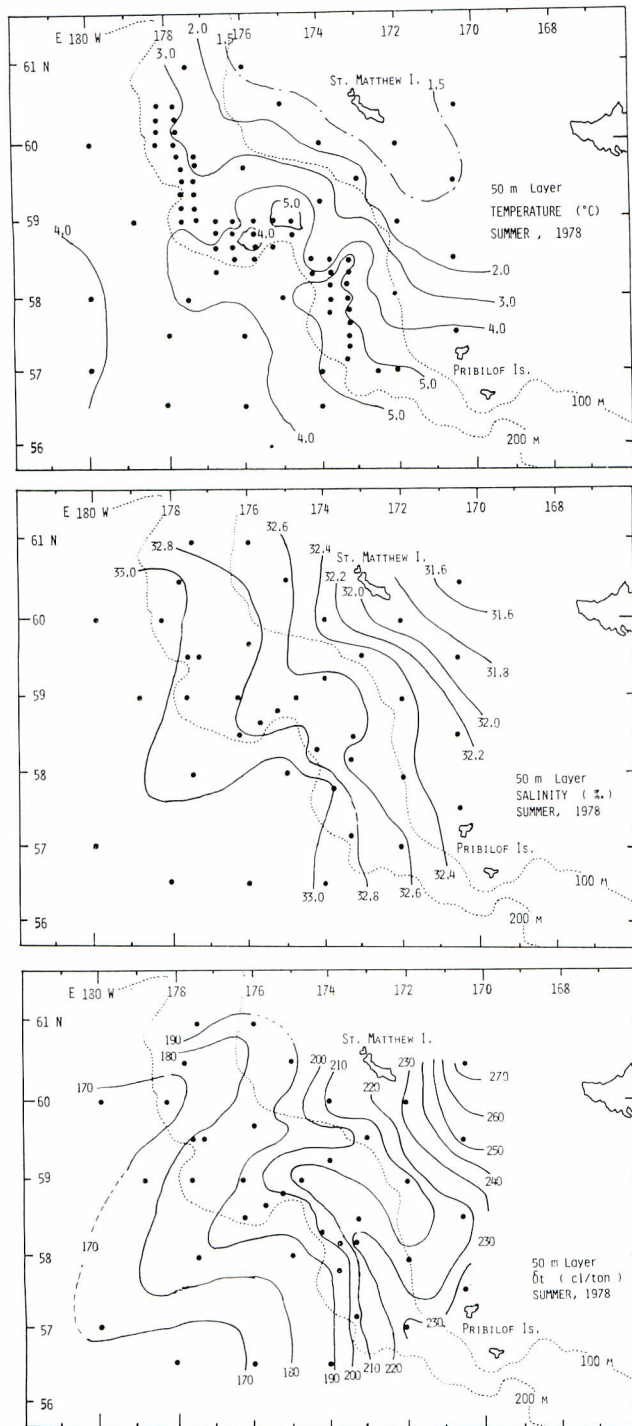 E 180 W 178 176 174 172 170 168
2.0
3.0 1.5
61 N
ST. MATTHEW I. 1.5
60
50 m Layer
TEMPERATURE (°C)
SUMMER, 1978
5.0
59
4.0 4.0
2.0
58
3.0
4.0
PRIBILOF IS.
57
5.0
100 M
5.0
200 M
4.0
56
E 180 W 178 176 174 172 170 168
32.6
61 N
32.8 32.4
ST. MATTHEW I.
33.0 32.2 31.6
32.0
60
31.6
31.8
59
32.0
32.2
50 m Layer
SALINITY (‰)
SUMMER, 1978
58
PRIBILOF IS.
57
32.4
100 M
33.0 32.8 32.6
200 M
56
E 180 W 178 176 174 172 170 168
61 N
190
ST. MATTHEW I.
180 200 230
210
170 220 270
60
260
250
240
59
230
58
170
50 m Layer
δt (cl/ton)
SUMMER, 1978
230 PRIBILOF IS.
57
220
210
100 M
170 180 190 200
200 M
56